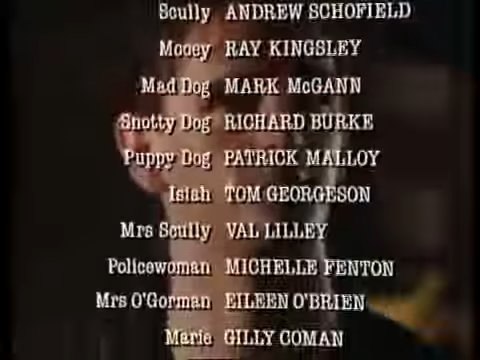 Scully ANDREW SCHOFIELD
Mooey RAY KINGSLEY
Mad Dog MARK McGANN
Snotty Dog RICHARD BURKE
Puppy Dog PATRICK MALLOY
Isiah TOM GEORGESON
Mrs Scully VAL LILLEY
Policewoman MICHELLE FENTON
Mrs O'Gorman EILEEN O'BRIEN
Marie GILLY COMAN